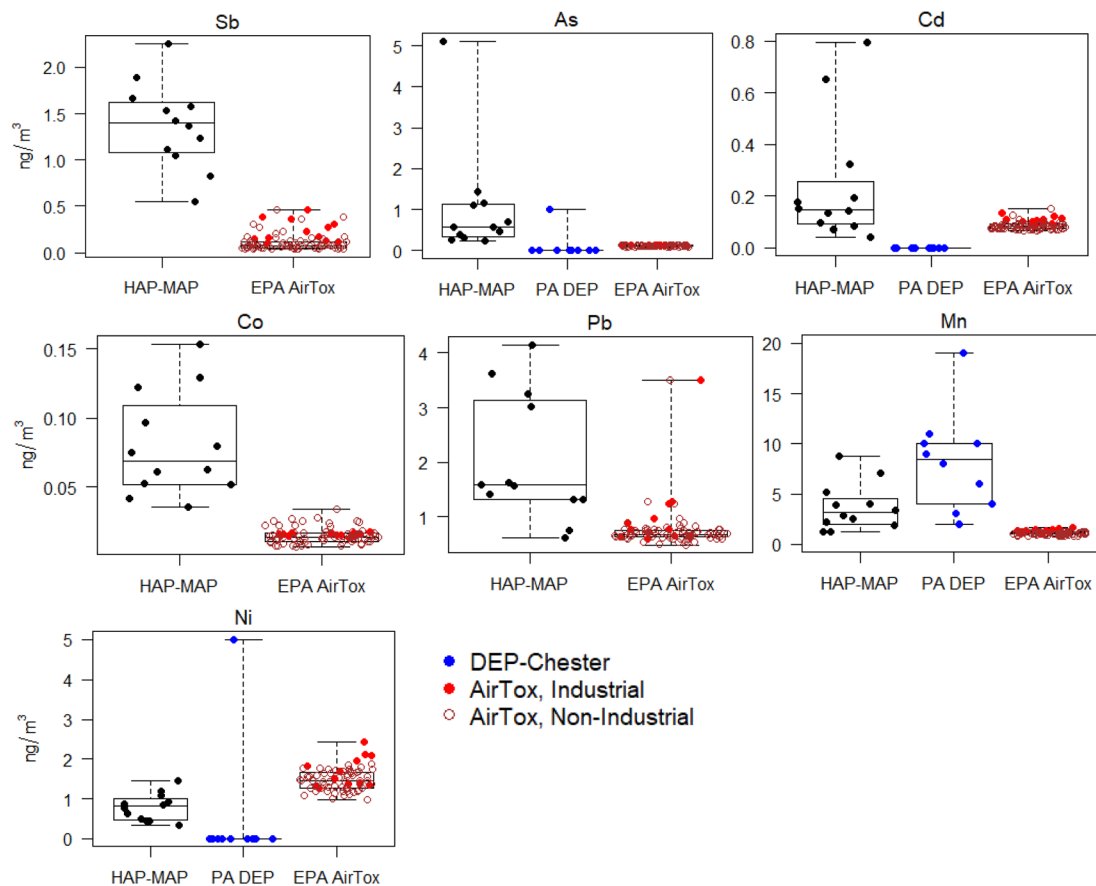 Sb
As
Cd
ng/m³
0.0
0.5
1.0
1.5
2.0
HAP-MAP
EPA AirTox
0
1
2
3
4
5
HAP-MAP
PA DEP
EPA AirTox
0.0
0.2
0.4
0.6
0.8
HAP-MAP
PA DEP
EPA AirTox
Co
Pb
Mn
ng/m³
0.05
0.10
0.15
HAP-MAP
EPA AirTox
1
2
3
4
HAP-MAP
EPA AirTox
0
5
10
15
20
HAP-MAP
PA DEP
EPA AirTox
Ni
ng/m³
0
1
2
3
4
5
HAP-MAP
PA DEP
EPA AirTox
DEP-Chester
AirTox, Industrial
AirTox, Non-Industrial